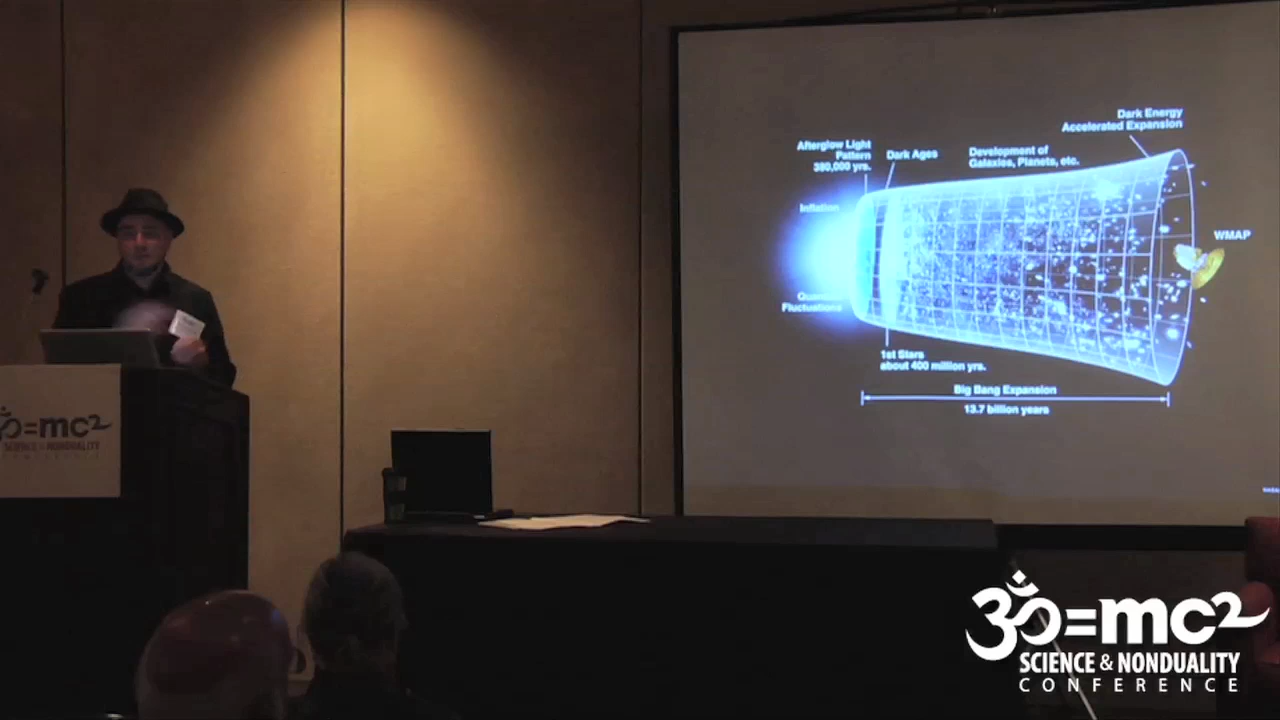 Dark Energy
Accelerated Expansion
Afterglow Light
Pattern
380,000 yrs.
Dark Ages
Development of
Galaxies, Planets, etc.
Inflation
WMAP
Quantum
Fluctuations
1st Stars
about 400 million yrs.
Big Bang Expansion
13.7 billion years
ॐ=mc2
SCIENCE & NONDUALITY
CONFERENCE
ॐ=mc2
SCIENCE & NONDUALITY
CONFERENCE